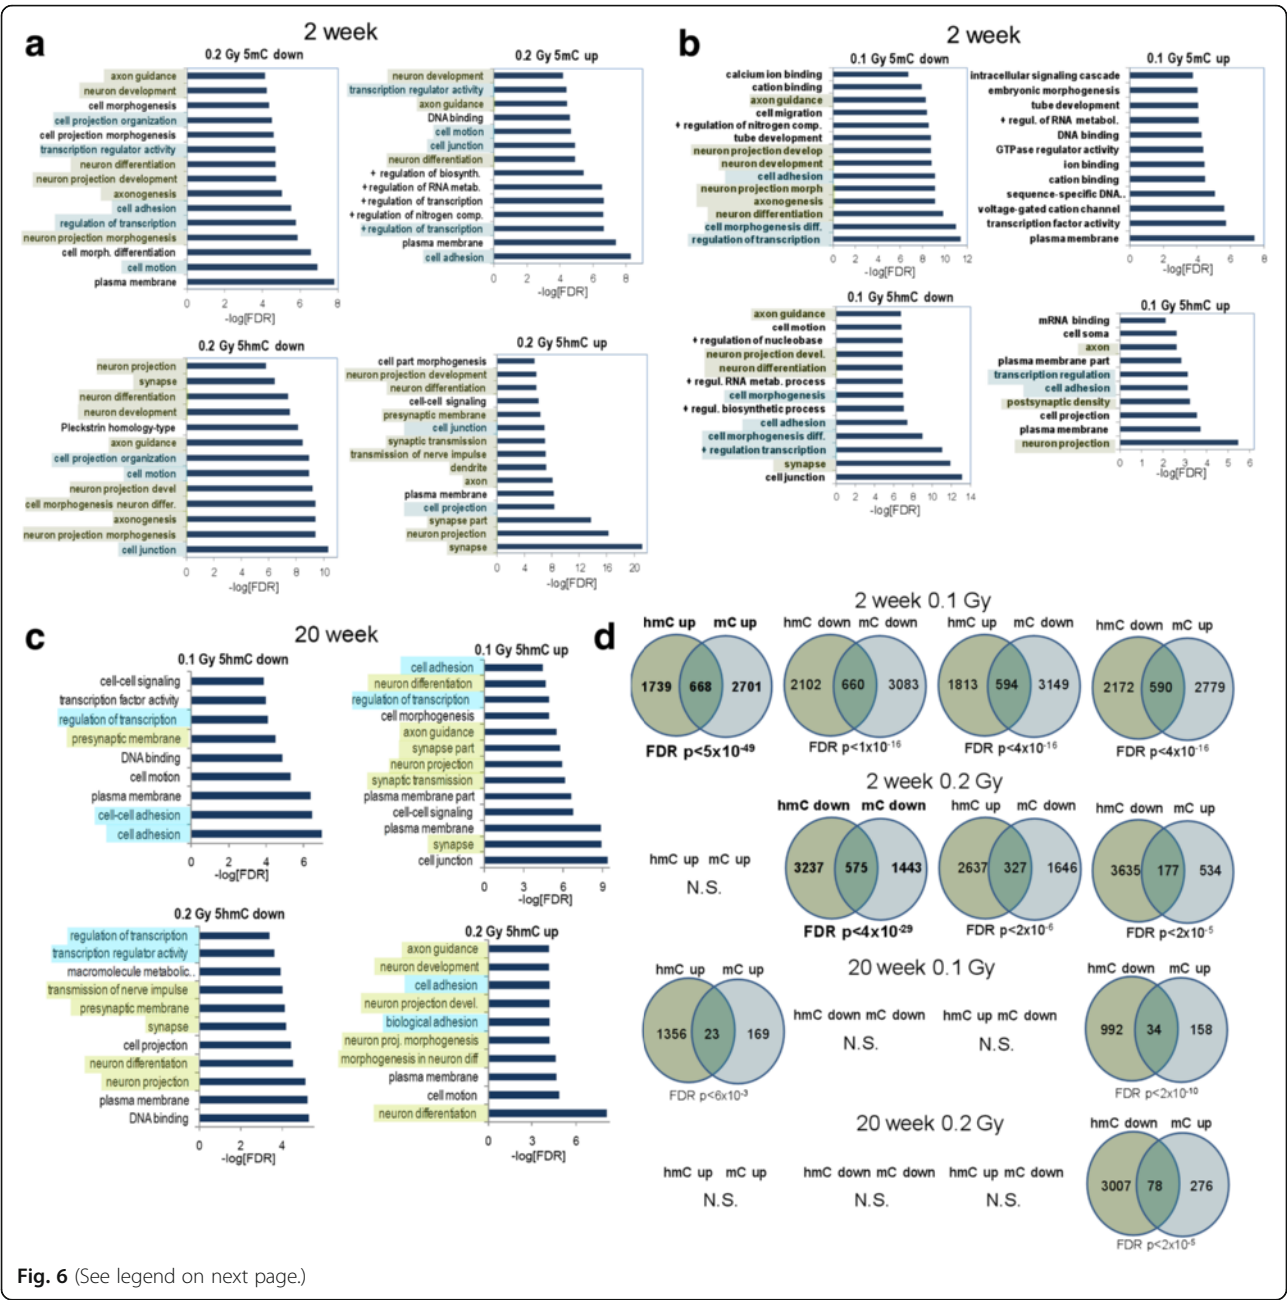 a
2 week
0.2 Gy 5mC down
axon guidance
neuron development
cell morphogenesis
cell projection organization
cell projection morphogenesis
transcription regulator activity
neuron differentiation
neuron projection development
axonogenesis
cell adhesion
regulation of transcription
neuron projection morphogenesis
cell morph. differentiation
cell motion
plasma membrane
0 2 4 6 8
-log[FDR]
0.2 Gy 5mC up
neuron development
transcription regulator activity
axon guidance
DNA binding
cell motion
cell junction
neuron differentiation
+ regulation of biosynth.
+ regulation of RNA metab.
+ regulation of transcription
+ regulation of nitrogen comp.
+ regulation of transcription
plasma membrane
cell adhesion
0 2 4 6 8
-log[FDR]
0.2 Gy 5hmC down
neuron projection
synapse
neuron differentiation
neuron development
Pleckstrin homology-type
axon guidance
cell projection organization
cell motion
neuron projection devel
cell morphogenesis neuron differ.
axonogenesis
neuron projection morphogenesis
cell junction
0 2 4 6 8 10
-log[FDR]
0.2 Gy 5hmC up
cell part morphogenesis
neuron projection development
neuron differentiation
cell-cell signaling
presynaptic membrane
cell junction
synaptic transmission
transmission of nerve impulse
dendrite
axon
plasma membrane
cell projection
synapse part
neuron projection
synapse
0 4 8 12 16 20
-log[FDR]
b
2 week
0.1 Gy 5mC down
calcium ion binding
cation binding
axon guidance
cell migration
+ regulation of nitrogen comp.
tube development
neuron projection develop
neuron development
cell adhesion
neuron projection morph
axonogenesis
neuron differentiation
cell morphogenesis diff.
regulation of transcription
0 2 4 6 8 10 12
-log[FDR]
0.1 Gy 5mC up
intracellular signaling cascade
embryonic morphogenesis
tube development
+ regul. of RNA metabol.
DNA binding
GTPase regulator activity
ion binding
cation binding
sequence-specific DNA..
voltage-gated cation channel
transcription factor activity
plasma membrane
0 2 4 6 8
-log[FDR]
0.1 Gy 5hmC down
axon guidance
cell motion
+ regulation of nucleobase
neuron projection devel.
neuron differentiation
+ regul. RNA metab. process
cell morphogenesis
+ regul. biosynthetic process
cell adhesion
cell morphogenesis diff.
+ regulation transcription
synapse
cell junction
0 2 4 6 8 10 12 14
-log[FDR]
0.1 Gy 5hmC up
mRNA binding
cell soma
axon
plasma membrane part
transcription regulation
cell adhesion
postsynaptic density
cell projection
plasma membrane
neuron projection
0 1 2 3 4 5 6
-log[FDR]
c
20 week
0.1 Gy 5hmC down
cell-cell signaling
transcription factor activity
regulation of transcription
presynaptic membrane
DNA binding
cell motion
plasma membrane
cell-cell adhesion
cell adhesion
0 2 4 6
-log[FDR]
0.1 Gy 5hmC up
cell adhesion
neuron differentiation
regulation of transcription
cell morphogenesis
axon guidance
synapse part
neuron projection
synaptic transmission
plasma membrane part
cell-cell signaling
plasma membrane
synapse
cell junction
0 3 6 9
-log[FDR]
0.2 Gy 5hmC down
regulation of transcription
transcription regulator activity
macromolecule metabolic..
transmission of nerve impulse
presynaptic membrane
synapse
cell projection
neuron differentiation
neuron projection
plasma membrane
DNA binding
0 2 4
-log[FDR]
0.2 Gy 5hmC up
axon guidance
neuron development
cell adhesion
neuron projection devel.
biological adhesion
neuron proj. morphogenesis
morphogenesis in neuron diff
plasma membrane
cell motion
neuron differentiation
0 3 6
-log[FDR]
d
2 week 0.1 Gy
hmC up mC up
1739 668 2701
FDR p<5x10-49
hmC down mC down
2102 660 3083
FDR p<1x10-16
hmC up mC down
1813 594 3149
FDR p<4x10-16
hmC down mC up
2172 590 2779
FDR p<4x10-16
2 week 0.2 Gy
hmC up mC up
N.S.
hmC down mC down
3237 575 1443
FDR p<4x10-29
hmC up mC down
2637 327 1646
FDR p<2x10-6
hmC down mC up
3635 177 534
FDR p<2x10-5
20 week 0.1 Gy
hmC up mC up
1356 23 169
FDR p<6x10-3
hmC down mC down
N.S.
hmC up mC down
N.S.
hmC down mC up
992 34 158
FDR p<2x10-10
20 week 0.2 Gy
hmC up mC up
N.S.
hmC down mC down
N.S.
hmC up mC down
N.S.
hmC down mC up
3007 78 276
FDR p<2x10-5
Fig. 6 (See legend on next page.)